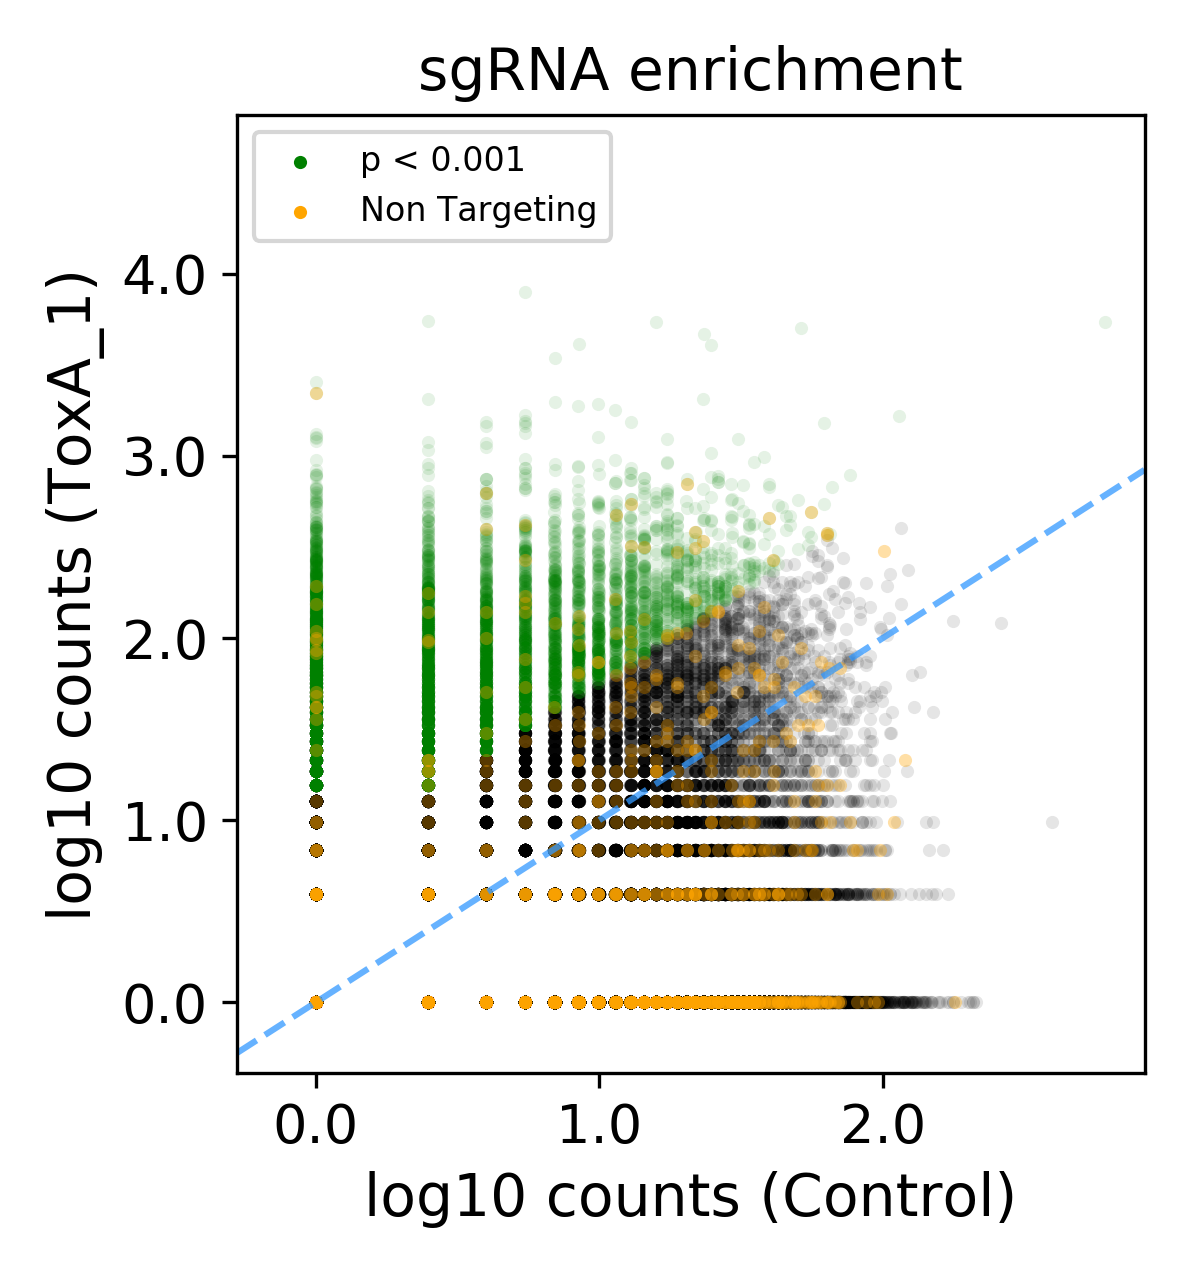 sgRNA enrichment
p < 0.001
Non Targeting
log10 counts (ToxA_1)
4.0
3.0
2.0
1.0
0.0
0.0 1.0 2.0
log10 counts (Control)